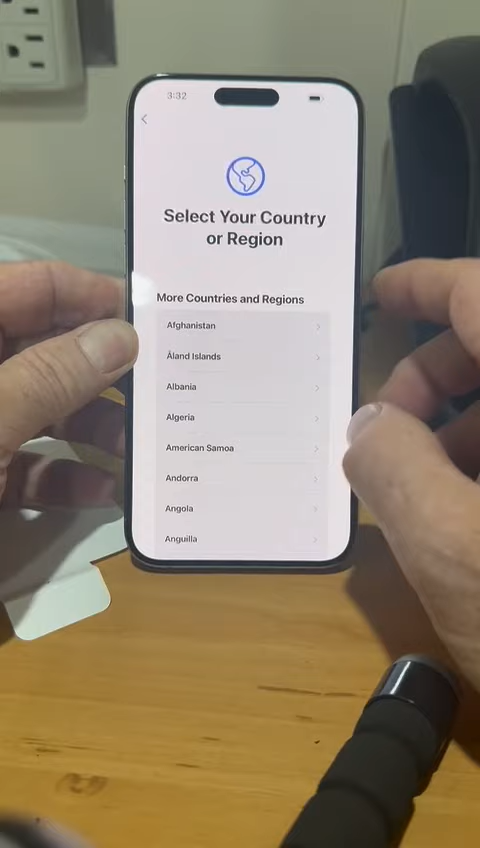 3:32
Select Your Country
or Region
More Countries and Regions
Afghanistan
Åland Islands
Albania
Algeria
American Samoa
Andorra
Angola
Anguilla